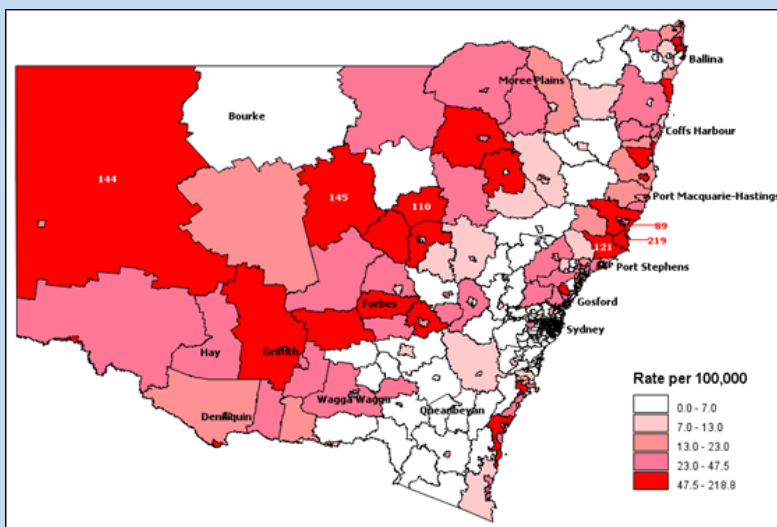 Ballina
Moree Plains
Bourke
Coffs Harbour
144
145
110
Port Macquarie-Hastings
89
219
121
Port Stephens
Forbes
Gosford
Sydney
Hay
Griffith
Rate per 100,000
0.0 - 7.0
7.0 - 13.0
13.0 - 23.0
23.0 - 47.5
47.5 - 218.8
Wagga Wagga
Deniliquin
Queanbeyan